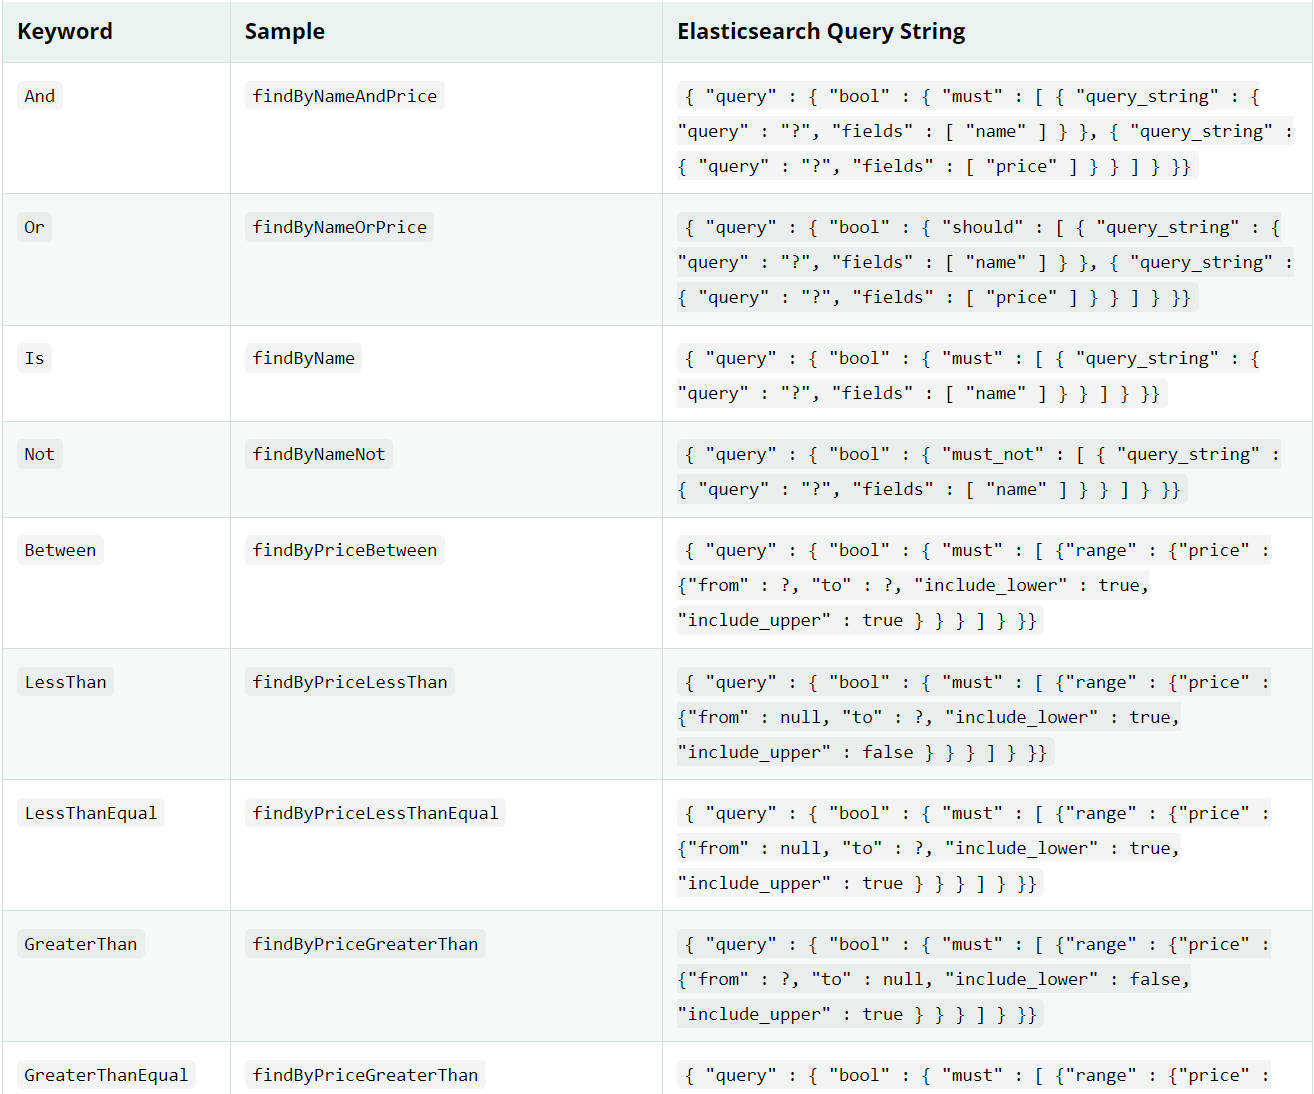 Keyword Sample Elasticsearch Query String
And findByNameAndPrice { "query" : { "bool" : { "must" : [ { "query_string" : {
"query" : "?", "fields" : [ "name" ] } }, { "query_string" :
{ "query" : "?", "fields" : [ "price" ] } } ] } }}
Or findByNameOrPrice { "query" : { "bool" : { "should" : [ { "query_string" : {
"query" : "?", "fields" : [ "name" ] } }, { "query_string" :
{ "query" : "?", "fields" : [ "price" ] } } ] } }}
Is findByName { "query" : { "bool" : { "must" : [ { "query_string" : {
"query" : "?", "fields" : [ "name" ] } } ] } }}
Not findByNameNot { "query" : { "bool" : { "must_not" : [ { "query_string" :
{ "query" : "?", "fields" : [ "name" ] } } ] } }}
Between findByPriceBetween { "query" : { "bool" : { "must" : [ {"range" : {"price" :
{"from" : ?, "to" : ?, "include_lower" : true,
"include_upper" : true } } } ] } }}
LessThan findByPriceLessThan { "query" : { "bool" : { "must" : [ {"range" : {"price" :
{"from" : null, "to" : ?, "include_lower" : true,
"include_upper" : false } } } ] } }}
LessThanEqual findByPriceLessThanEqual { "query" : { "bool" : { "must" : [ {"range" : {"price" :
{"from" : null, "to" : ?, "include_lower" : true,
"include_upper" : true } } } ] } }}
GreaterThan findByPriceGreaterThan { "query" : { "bool" : { "must" : [ {"range" : {"price" :
{"from" : ?, "to" : null, "include_lower" : false,
"include_upper" : true } } } ] } }}
GreaterThanEqual findByPriceGreaterThan { "query" : { "bool" : { "must" : [ {"range" : {"price" :